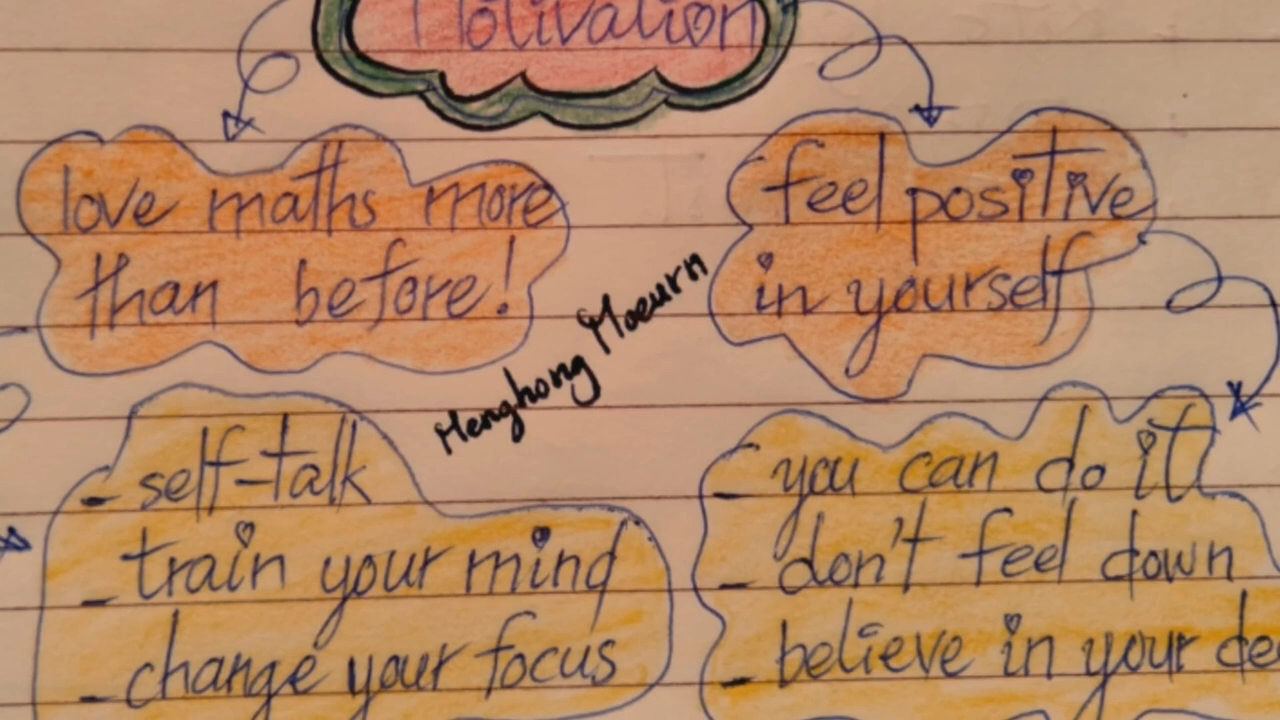 Motivation
love maths more
than before!
feel positive
in yourself
Menghong Moeurn
- self-talk
- train your mind
- change your focus
- you can do it
- don't feel down
- believe in your